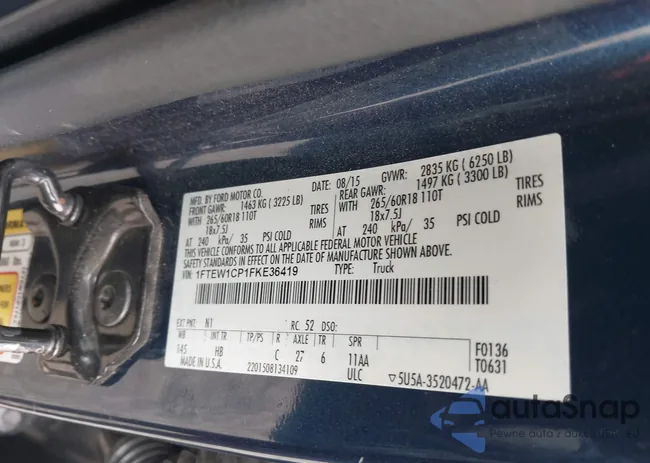 MFD. BY FORD MOTOR CO.
DATE: 08/15 GVWR: 2835 KG ( 6250 LB)
FRONT GAWR: 1463 KG ( 3225 LB) REAR GAWR: 1497 KG ( 3300 LB)
WITH 265/60R18 110T TIRES WITH 265/60R18 110T TIRES
18x7.5J RIMS 18x7.5J RIMS
AT 240 kPa/ 35 PSI COLD AT 240 kPa/ 35 PSI COLD
THIS VEHICLE CONFORMS TO ALL APPLICABLE FEDERAL MOTOR VEHICLE
SAFETY STANDARDS IN EFFECT ON THE DATE OF MANUFACTURE SHOWN ABOVE.
VIN: 1FTEW1CP1FKE36419 TYPE: Truck
EXT PNT: N1 RC: 52 DSO:
WB INT TR TP/PS R AXLE TR SPR
145 HB C 27 6 11AA F0136
MADE IN U.S.A. 2201508134109 ULC 5U5A-3520472-AA T0631
autaSnap
Pewne auta z aukcji